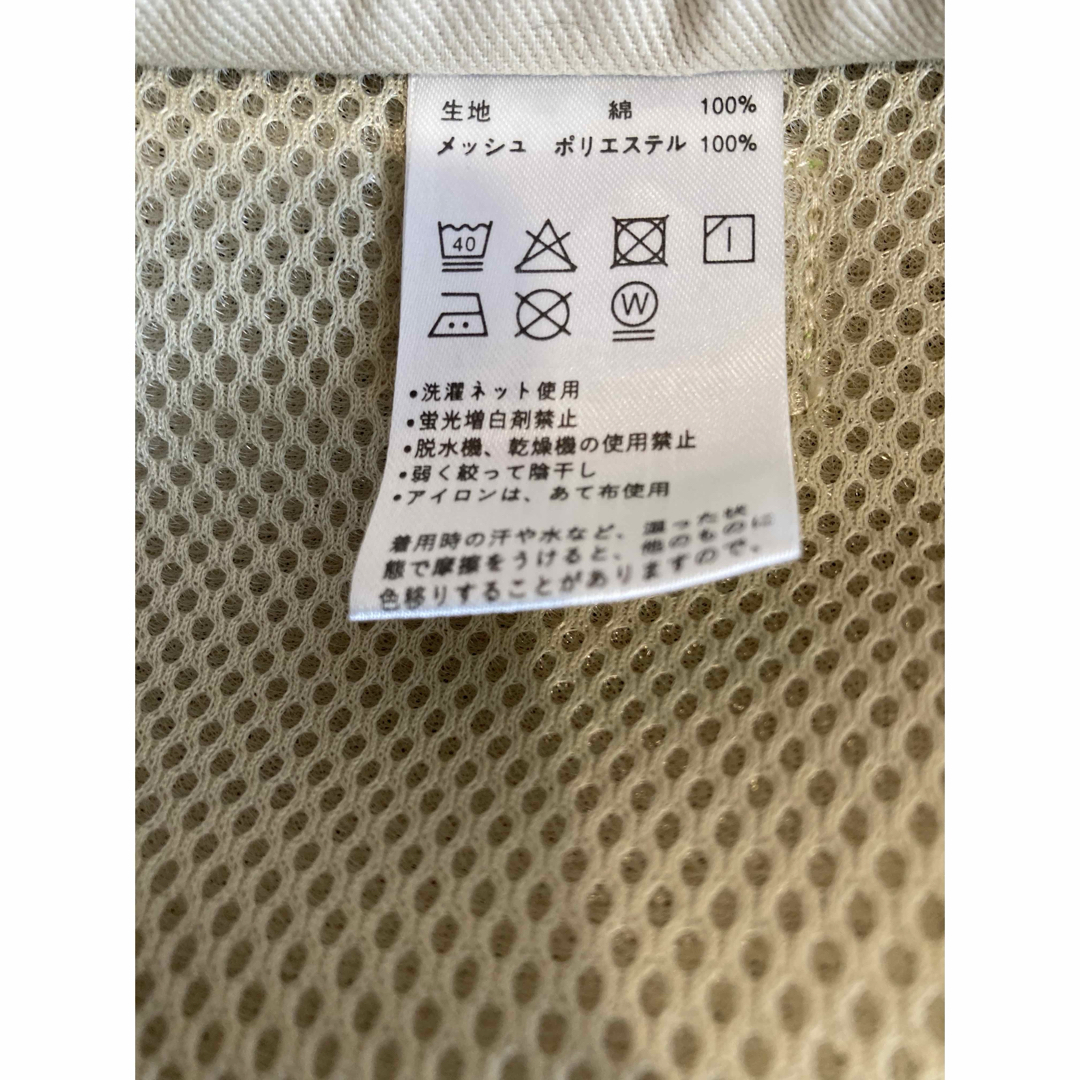 生地 綿 100%
メッシュ ポリエステル 100%
40
W
•洗濯ネット使用
•蛍光増白剤禁止
•脱水機、乾燥機の使用禁止
•弱く絞って陰干し
•アイロンは、あて布使用
着用時の汗や水など、湿った状
態で摩擦をうけると、他のものに
色移りすることがありますので、